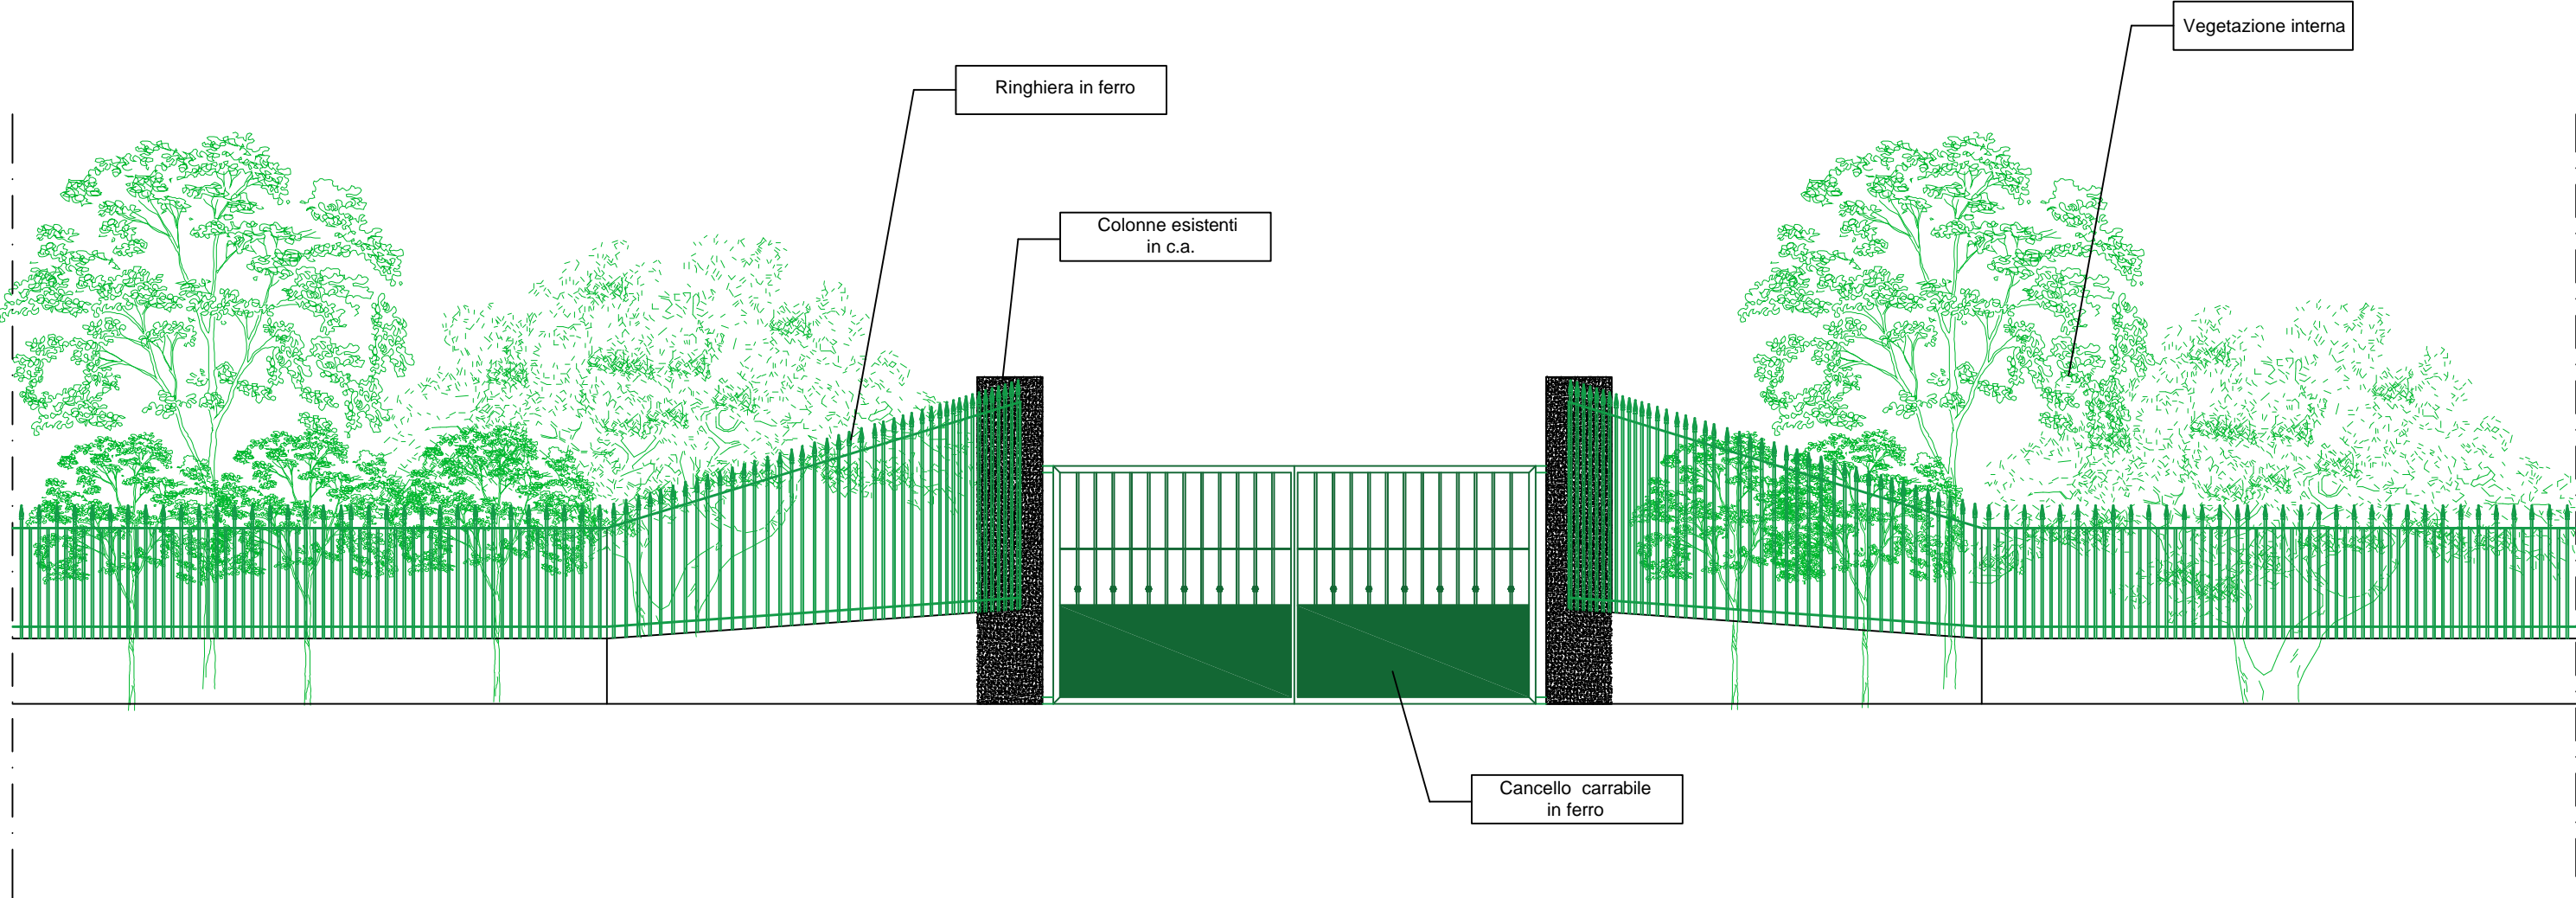 Vegetazione interna
Ringhiera in ferro
Colonne esistenti
in c.a.
Cancello carrabile
in ferro